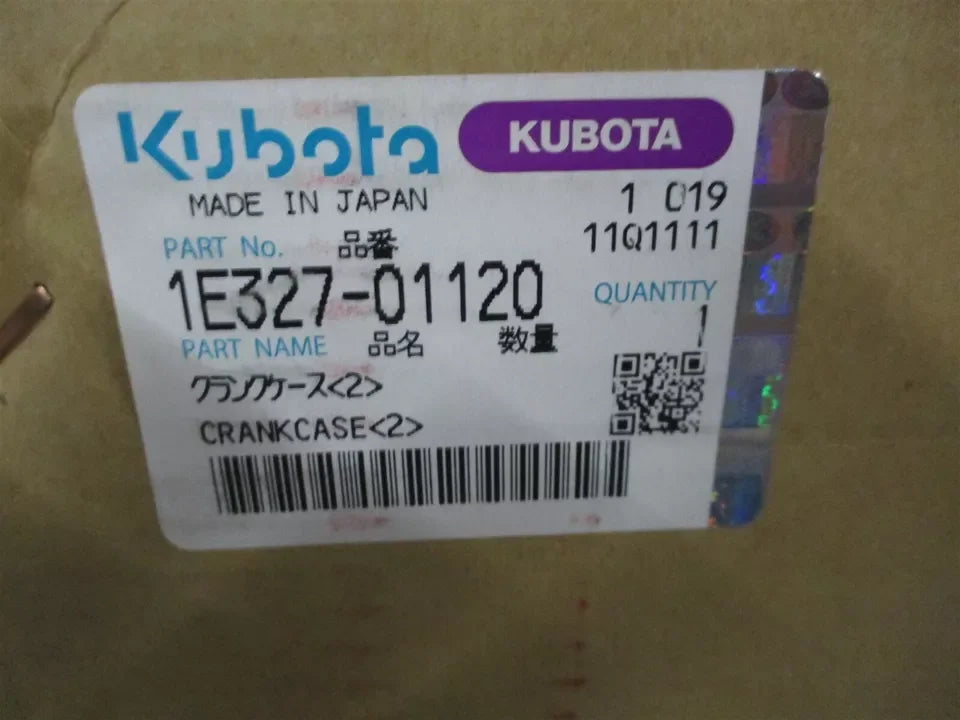 Kubota KUBOTA
MADE IN JAPAN 1 019
PART No. 品番 11Q1111
1E327-01120 QUANTITY
1
PART NAME 品名 数量
クランクケース<2>
CRANKCASE<2>